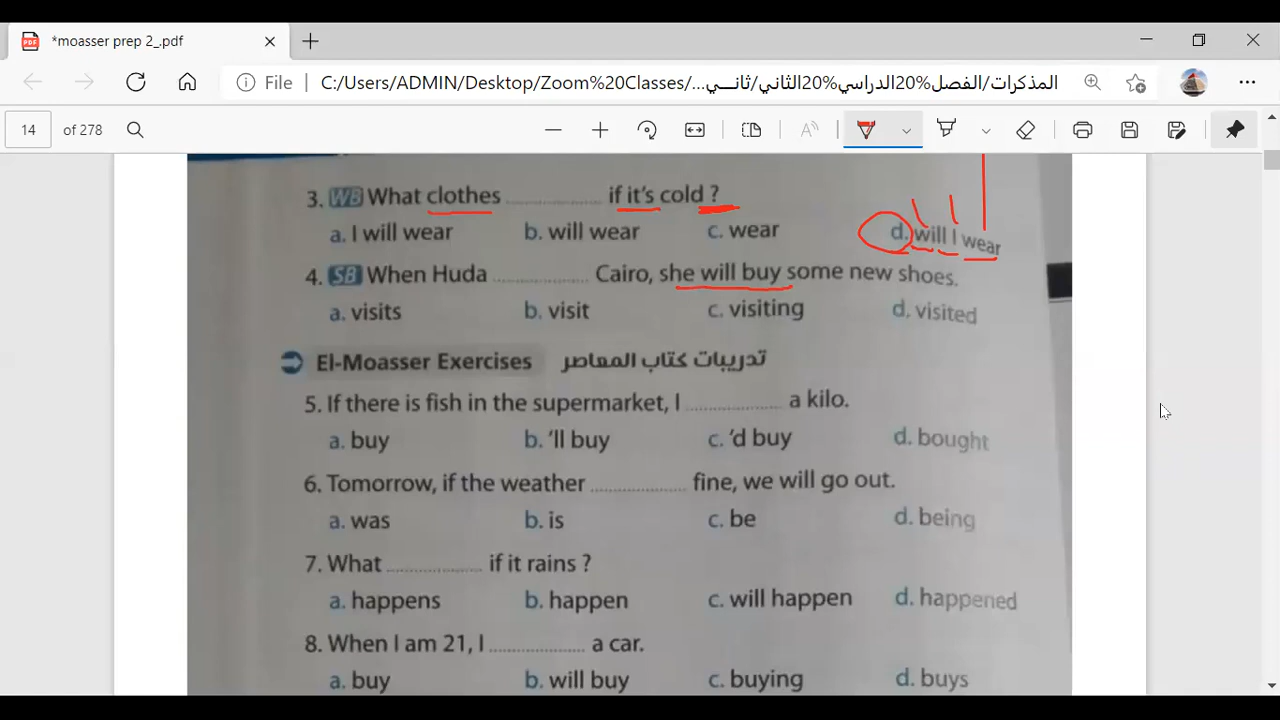 *moasser prep 2_.pdf
File | C:/Users/ADMIN/Desktop/Zoom%20Classes/المذكرات/الفصل%20الدراسي%20الثاني/ثانـــي...
14 of 278
3. WB What clothes .................... if it's cold ?
a. I will wear b. will wear c. wear d. will I wear
4. SB When Huda .................... Cairo, she will buy some new shoes.
a. visits b. visit c. visiting d. visited
El-Moasser Exercises تدريبات كتاب المعاصر
5. If there is fish in the supermarket, I .................... a kilo.
a. buy b. 'll buy c. 'd buy d. bought
6. Tomorrow, if the weather .................... fine, we will go out.
a. was b. is c. be d. being
7. What .................... if it rains ?
a. happens b. happen c. will happen d. happened
8. When I am 21, I .................... a car.
a. buy b. will buy c. buying d. buys